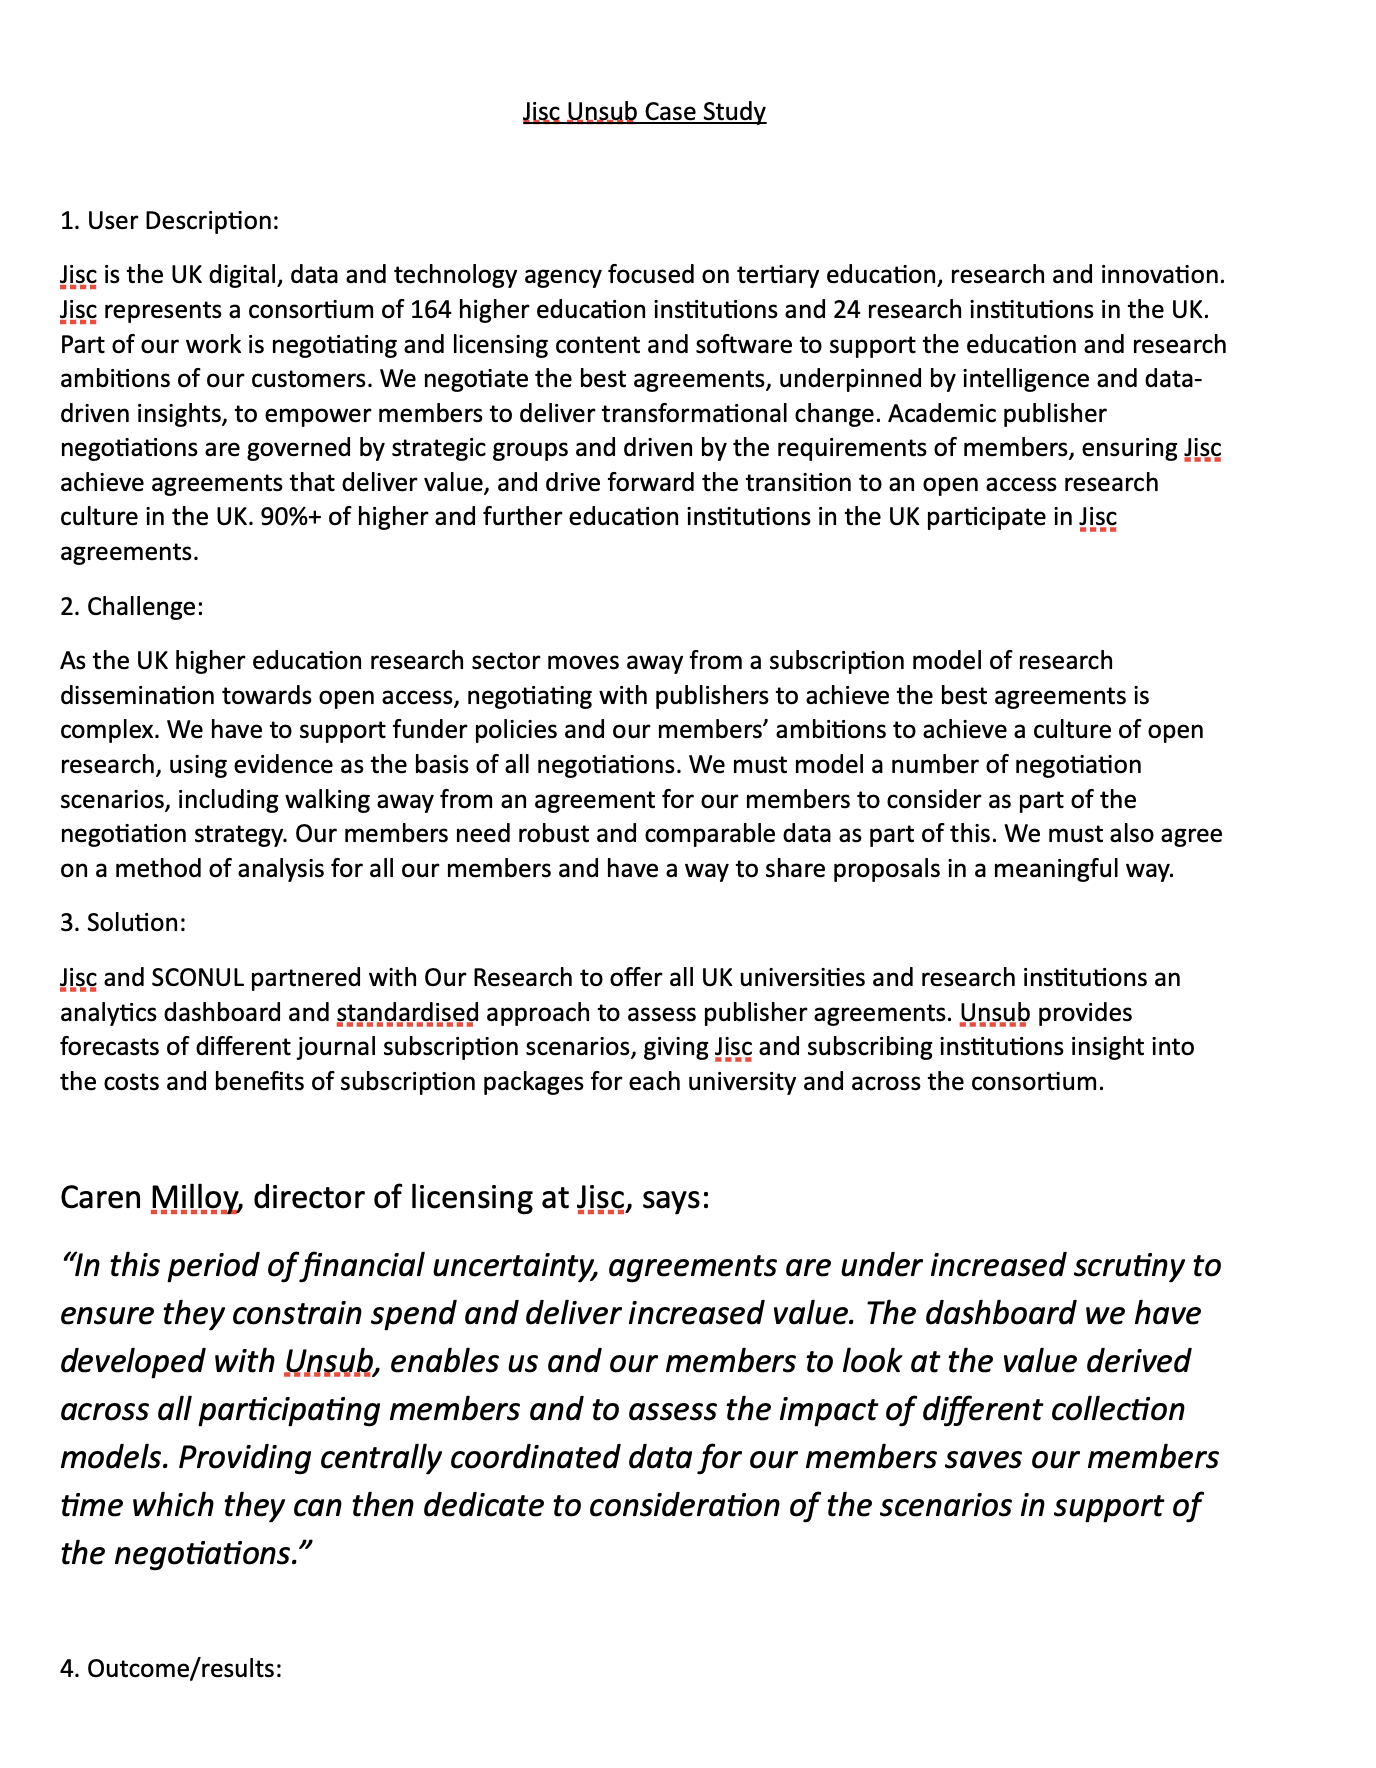 Jisc Unsub Case Study
1. User Description:
Jisc is the UK digital, data and technology agency focused on tertiary education, research and innovation.
Jisc represents a consortium of 164 higher education institutions and 24 research institutions in the UK.
Part of our work is negotiating and licensing content and software to support the education and research
ambitions of our customers. We negotiate the best agreements, underpinned by intelligence and data-
driven insights, to empower members to deliver transformational change. Academic publisher
negotiations are governed by strategic groups and driven by the requirements of members, ensuring Jisc
achieve agreements that deliver value, and drive forward the transition to an open access research
culture in the UK. 90%+ of higher and further education institutions in the UK participate in Jisc
agreements.
2. Challenge:
As the UK higher education research sector moves away from a subscription model of research
dissemination towards open access, negotiating with publishers to achieve the best agreements is
complex. We have to support funder policies and our members’ ambitions to achieve a culture of open
research, using evidence as the basis of all negotiations. We must model a number of negotiation
scenarios, including walking away from an agreement for our members to consider as part of the
negotiation strategy. Our members need robust and comparable data as part of this. We must also agree
on a method of analysis for all our members and have a way to share proposals in a meaningful way.
3. Solution:
Jisc and SCONUL partnered with Our Research to offer all UK universities and research institutions an
analytics dashboard and standardised approach to assess publisher agreements. Unsub provides
forecasts of different journal subscription scenarios, giving Jisc and subscribing institutions insight into
the costs and benefits of subscription packages for each university and across the consortium.
Caren Milloy, director of licensing at Jisc, says:
“In this period of financial uncertainty, agreements are under increased scrutiny to
ensure they constrain spend and deliver increased value. The dashboard we have
developed with Unsub, enables us and our members to look at the value derived
across all participating members and to assess the impact of different collection
models. Providing centrally coordinated data for our members saves our members
time which they can then dedicate to consideration of the scenarios in support of
the negotiations.”
4. Outcome/results: